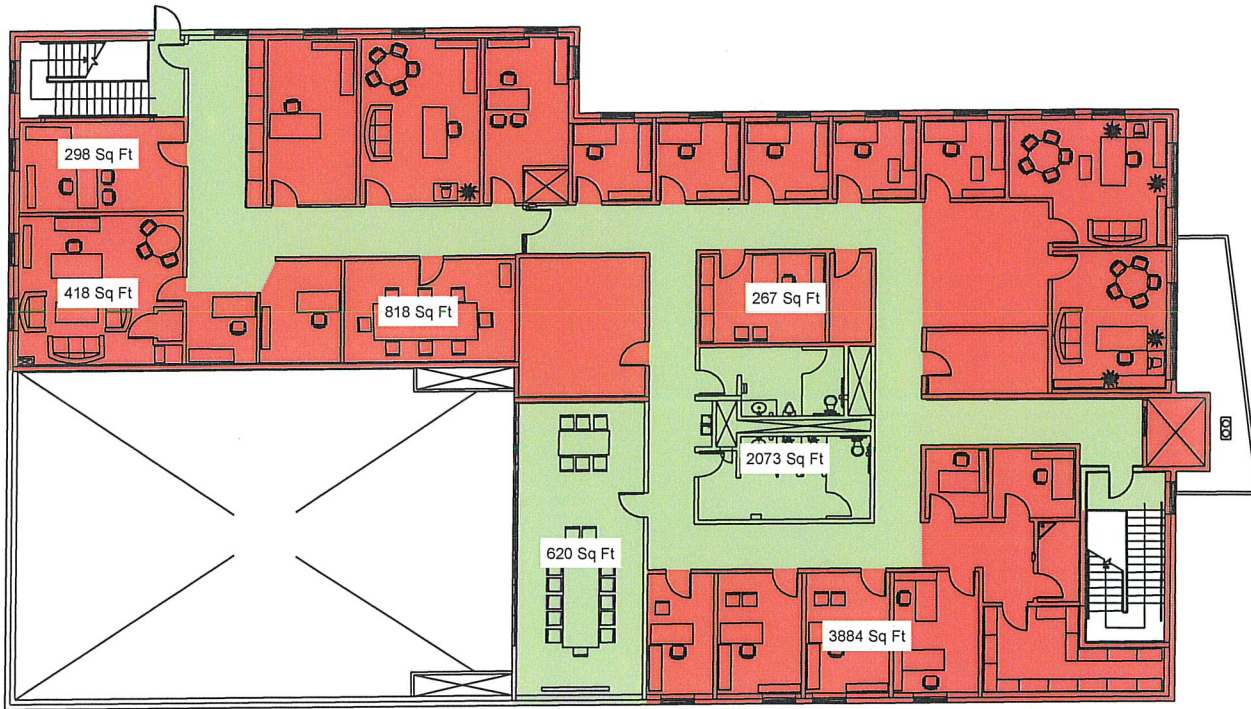 298 Sq Ft
418 Sq Ft
818 Sq Ft
267 Sq Ft
2073 Sq Ft
620 Sq Ft
3884 Sq Ft